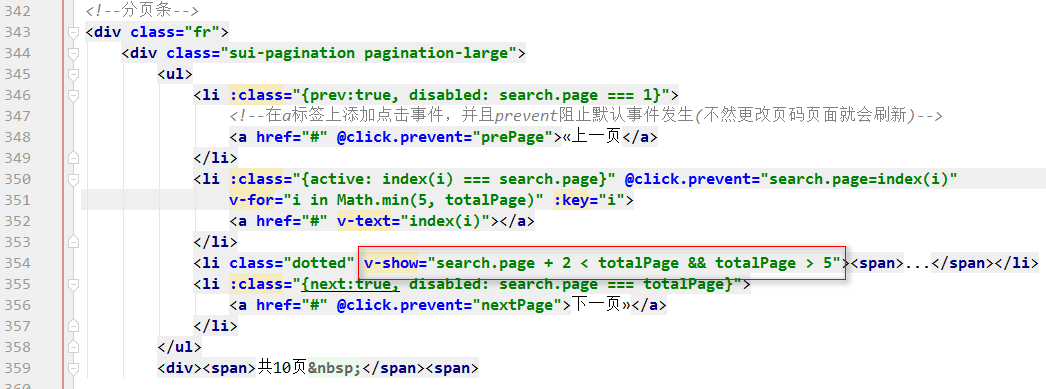 342 <!--分页条-->
343 <div class="fr">
344 <div class="sui-pagination pagination-large">
345 <ul>
346 <li :class="{prev:true, disabled: search.page === 1}">
347 <!--在a标签上添加点击事件，并且prevent阻止默认事件发生(不然更改页码页面就会刷新)-->
348 <a href="#" @click.prevent="prePage">«上一页</a>
349 </li>
350 <li :class="{active: index(i) === search.page}" @click.prevent="search.page=index(i)"
351 v-for="i in Math.min(5, totalPage)" :key="i">
352 <a href="#" v-text="index(i)"></a>
353 </li>
354 <li class="dotted" v-show="search.page + 2 < totalPage && totalPage > 5"><span>...</span></li>
355 <li :class="{next:true, disabled: search.page === totalPage}">
356 <a href="#" @click.prevent="nextPage">下一页»</a>
357 </li>
358 </ul>
359 <div><span>共10页&nbsp;</span><span>